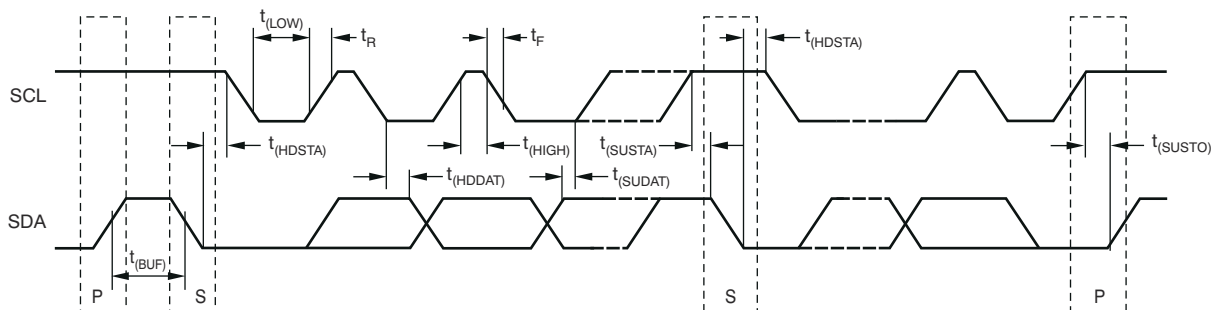 t(LOW)
tR
tF
t(HDSTA)
SCL
t(HDSTA)
t(HIGH)
t(SUSTA)
t(SUSTO)
t(HDDAT)
t(SUDAT)
SDA
t(BUF)
P
S
S
P